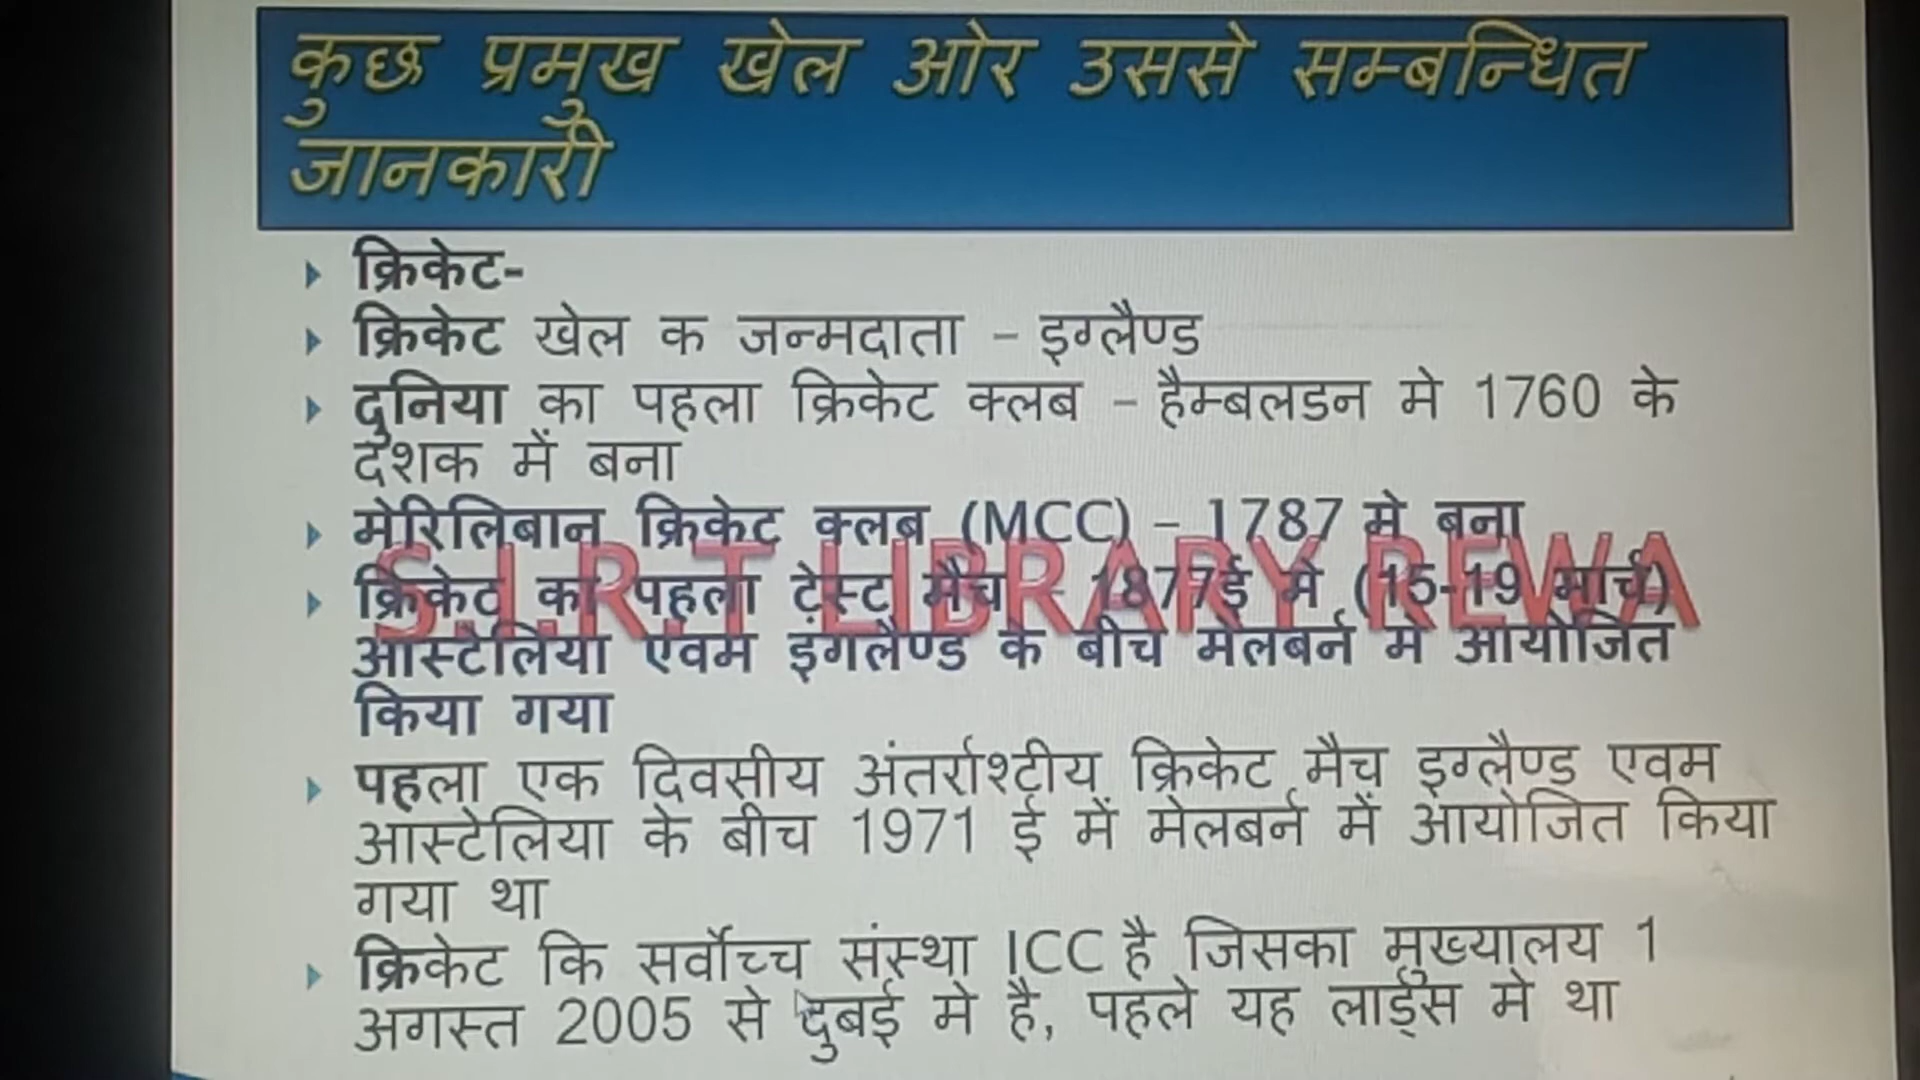 कुछ प्रमुख खेल ओर उससे सम्बन्धित
जानकारी
क्रिकेट-
क्रिकेट खेल क जन्मदाता – इग्लैण्ड
दुनिया का पहला क्रिकेट क्लब – हैम्बलडन मे 1760 के
दशक में बना
मेरिलिबान क्रिकेट क्लब (MCC) – 1787 मे बना
S.I.R.T LIBRARY REWA
क्रिकेट का पहला टेस्ट मैच – 1877ई मे (15-19 मार्च)
आस्टेलिया एवम इंगलैण्ड के बीच मेलबर्न मे आयोजित
किया गया
पहला एक दिवसीय अंतर्राश्टीय क्रिकेट मैच इग्लैण्ड एवम
आस्टेलिया के बीच 1971 ई में मेलबर्न में आयोजित किया
गया था
क्रिकेट कि सर्वोच्च संस्था ICC है जिसका मुख्यालय 1
अगस्त 2005 से दुबई मे है, पहले यह लार्ड्स मे था